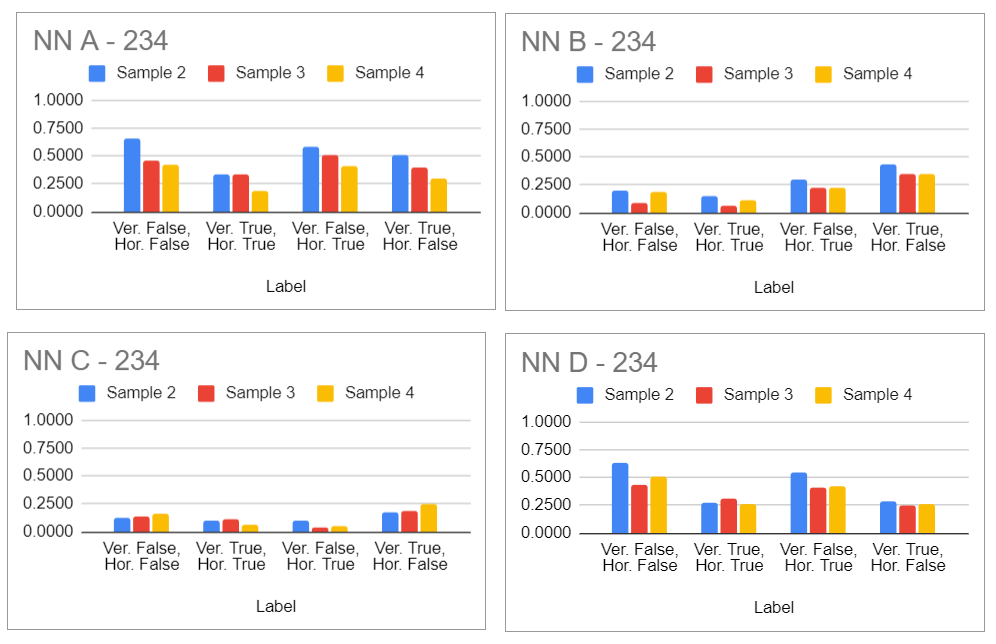 NN A - 234
Sample 2 Sample 3 Sample 4
1.0000
0.7500
0.5000
0.2500
0.0000
Ver. False, Ver. True, Ver. False, Ver. True,
Hor. False Hor. True Hor. True Hor. False
Label
NN B - 234
Sample 2 Sample 3 Sample 4
1.0000
0.7500
0.5000
0.2500
0.0000
Ver. False, Ver. True, Ver. False, Ver. True,
Hor. False Hor. True Hor. True Hor. False
Label
NN C - 234
Sample 2 Sample 3 Sample 4
1.0000
0.7500
0.5000
0.2500
0.0000
Ver. False, Ver. True, Ver. False, Ver. True,
Hor. False Hor. True Hor. True Hor. False
Label
NN D - 234
Sample 2 Sample 3 Sample 4
1.0000
0.7500
0.5000
0.2500
0.0000
Ver. False, Ver. True, Ver. False, Ver. True,
Hor. False Hor. True Hor. True Hor. False
Label